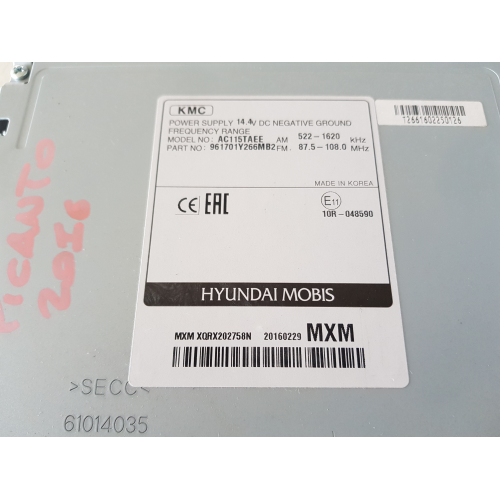 KMC
POWER SUPPLY 14.4V DC NEGATIVE GROUND
FREQUENCY RANGE
MODEL NO : AC115TAEE AM 522-1620 kHz
PART NO : 961701Y266MB2 FM. 87.5-108.0 MHz
MADE IN KOREA
CE EAC E11
10R-048590
HYUNDAI MOBIS
MXM XQRX202758N 20160229 MXM
12661602250126
PICANTO
2016
>SECC<
61014035